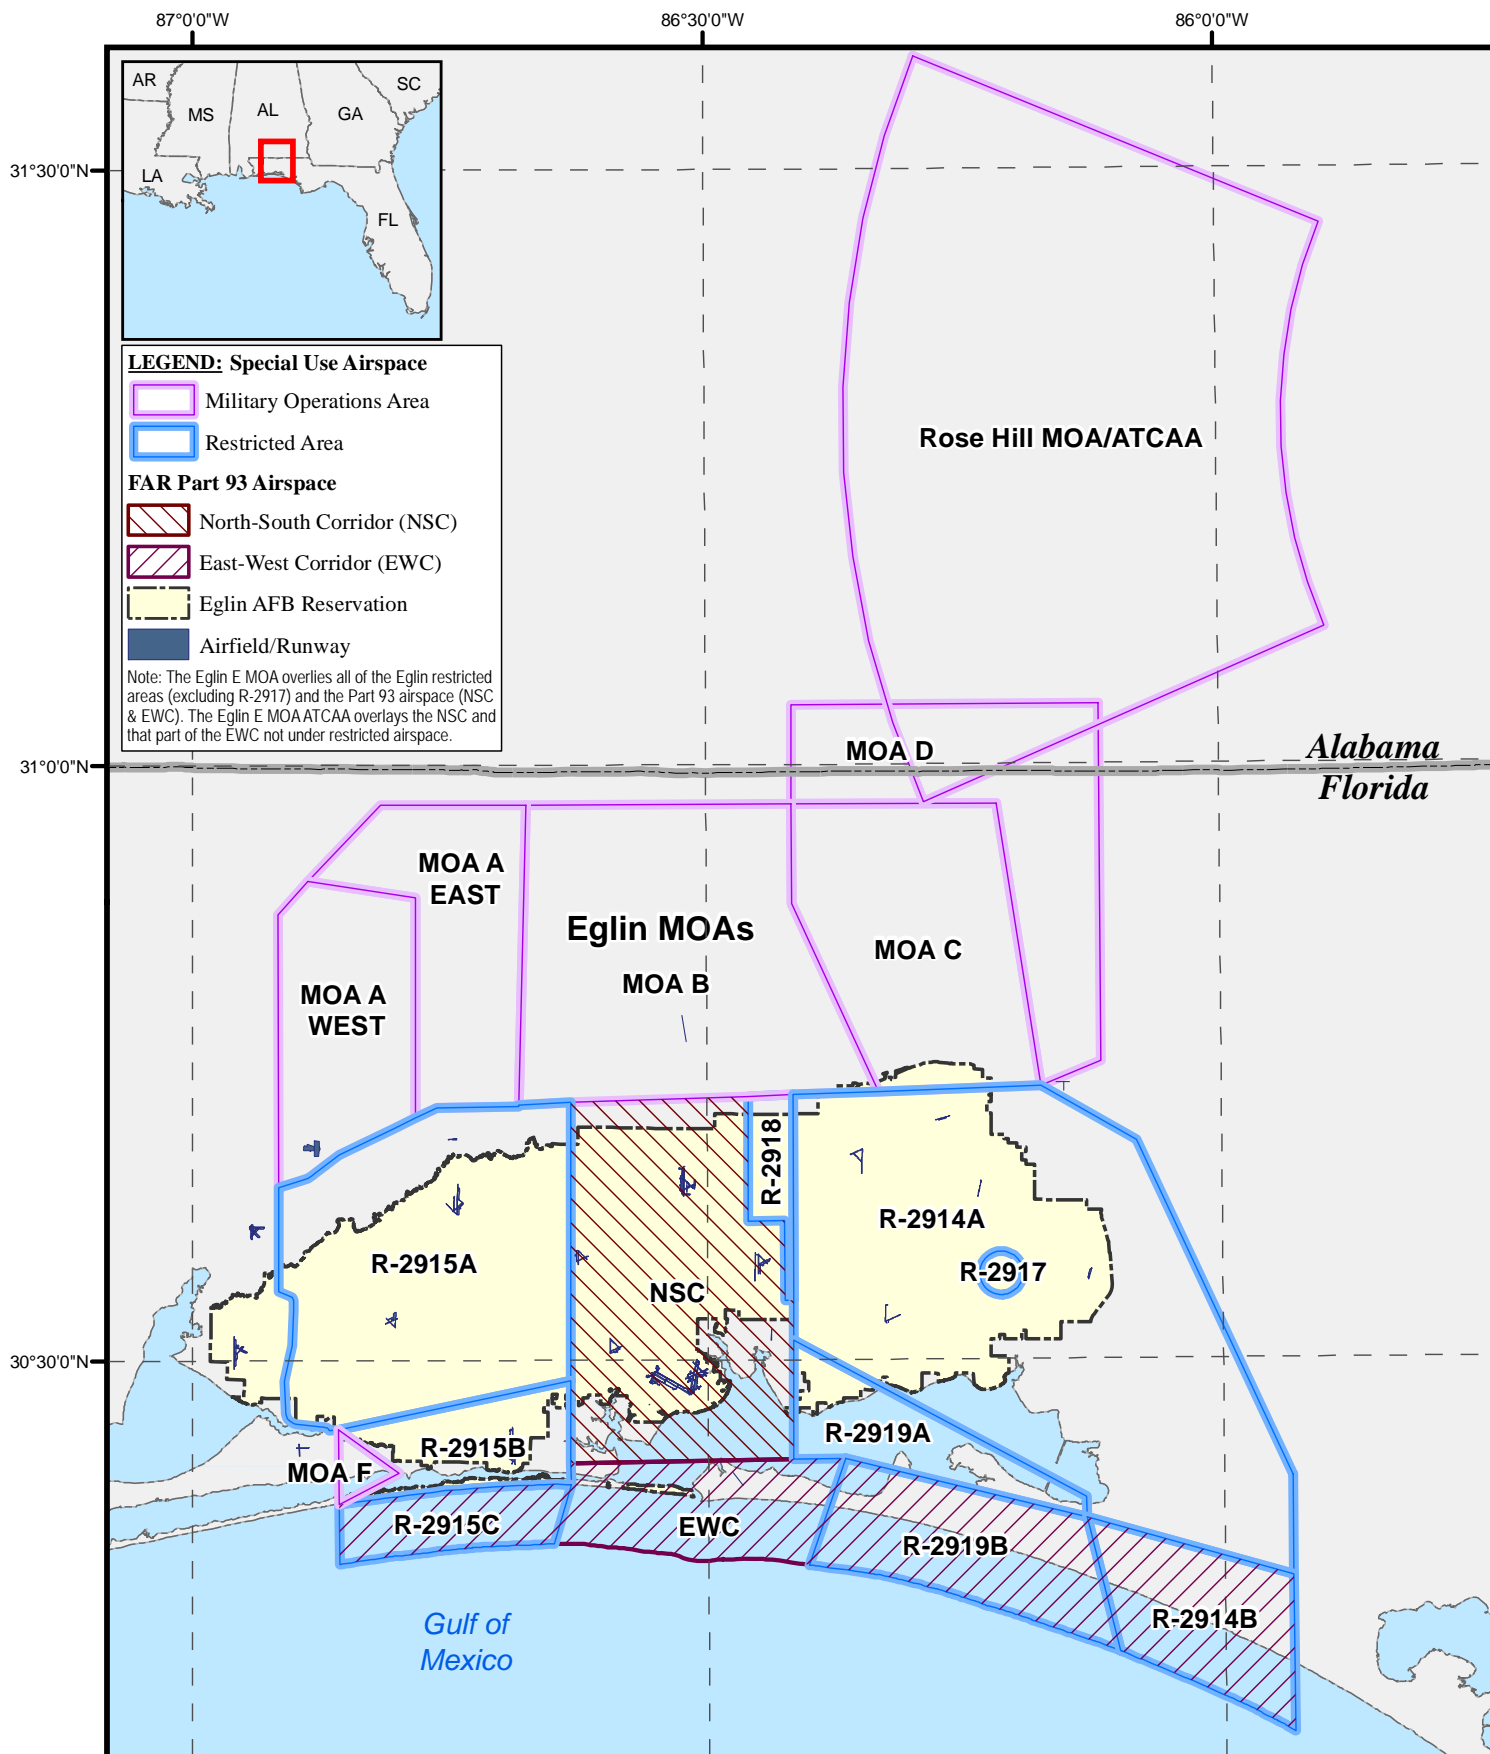 87°0'0"W
86°30'0"W
86°0'0"W
31°30'0"N
31°0'0"N
30°30'0"N
AR
MS
AL
GA
SC
LA
FL
LEGEND: Special Use Airspace
Military Operations Area
Restricted Area
FAR Part 93 Airspace
North-South Corridor (NSC)
East-West Corridor (EWC)
Eglin AFB Reservation
Airfield/Runway
Note: The Eglin E MOA overlies all of the Eglin restricted
areas (excluding R-2917) and the Part 93 airspace (NSC
& EWC). The Eglin E MOA ATCAA overlays the NSC and
that part of the EWC not under restricted airspace.
Rose Hill MOA/ATCAA
MOA D
Alabama
Florida
MOA A
EAST
Eglin MOAs
MOA B
MOA C
MOA A
WEST
R-2918
R-2914A
R-2915A
R-2917
NSC
R-2919A
R-2915B
MOA F
R-2915C
EWC
R-2919B
R-2914B
Gulf of
Mexico